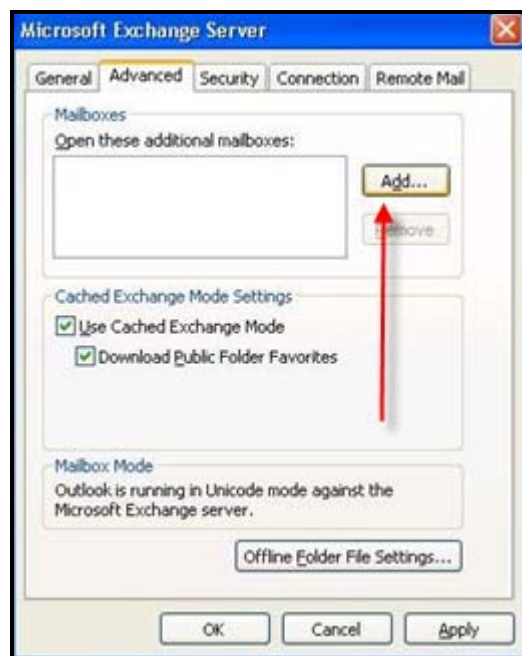 Microsoft Exchange Server
General Advanced Security Connection Remote Mail
Mailboxes
Open these additional mailboxes:
Add...
Remove
Cached Exchange Mode Settings
Use Cached Exchange Mode
Download Public Folder Favorites
Mailbox Mode
Outlook is running in Unicode mode against the
Microsoft Exchange server.
Offline Folder File Settings...
OK Cancel Apply